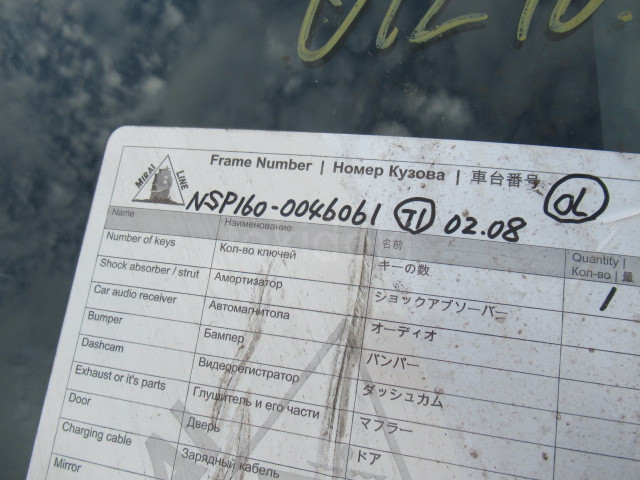 Frame Number | Номер Кузова | 車台番号
MIRAI LINE
NSP160-0046061 T1 02.08 OL
Name Наименование 名前 Quantity | Кол-во | 量
Number of keys Кол-во ключей キーの数 1
Shock absorber / strut Амортизатор ショックアブソーバー
Car audio receiver Автомагнитола オーディオ
Bumper Бампер バンパー
Dashcam Видеорегистратор ダッシュカム
Exhaust or it's parts Глушитель и его части マフラー
Door Дверь ドア
Charging cable Зарядный кабель
Mirror